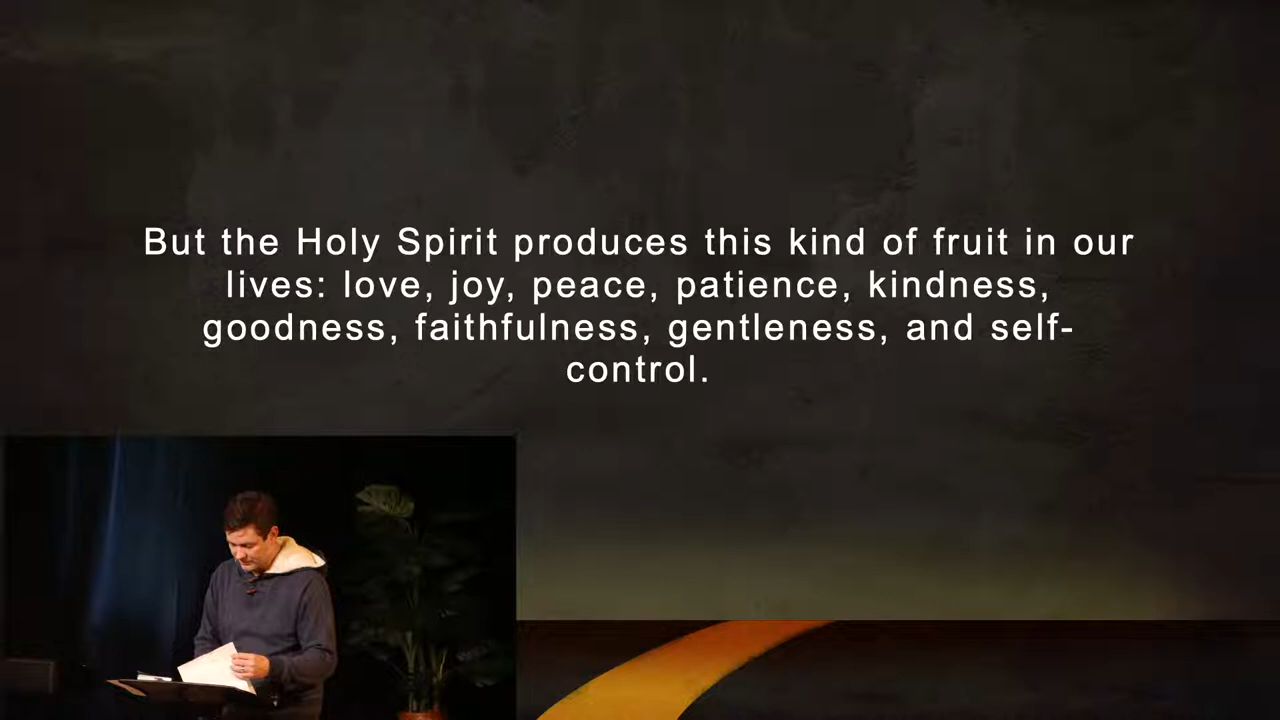 But the Holy Spirit produces this kind of fruit in our
lives: love, joy, peace, patience, kindness,
goodness, faithfulness, gentleness, and self-
control.